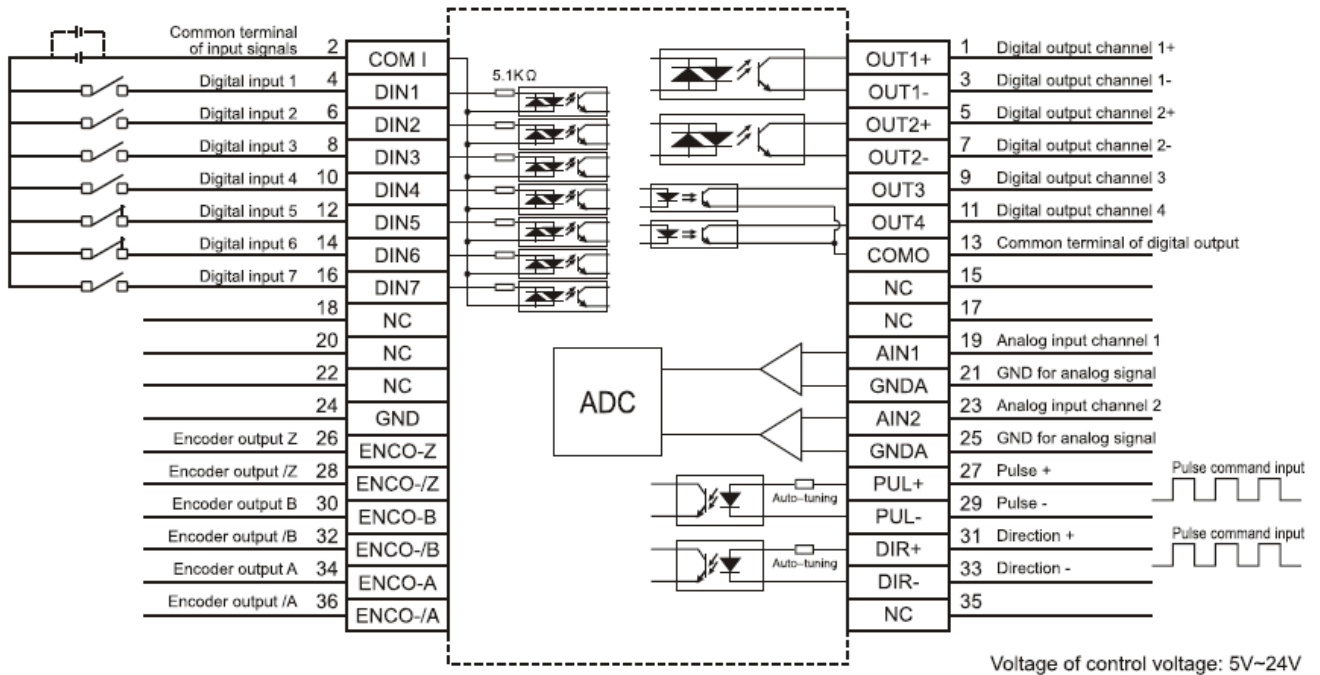 Common terminal
of input signals
2
COM I
Digital input 1
4
DIN1
Digital input 2
6
DIN2
Digital input 3
8
DIN3
Digital input 4
10
DIN4
Digital input 5
12
DIN5
Digital input 6
14
DIN6
Digital input 7
16
DIN7
18
NC
20
NC
22
NC
24
GND
Encoder output Z
26
ENCO-Z
Encoder output /Z
28
ENCO-/Z
Encoder output B
30
ENCO-B
Encoder output /B
32
ENCO-/B
Encoder output A
34
ENCO-A
Encoder output /A
36
ENCO-/A
5.1KΩ
ADC
Auto-tuning
Auto-tuning
OUT1+
1
Digital output channel 1+
OUT1-
3
Digital output channel 1-
OUT2+
5
Digital output channel 2+
OUT2-
7
Digital output channel 2-
OUT3
9
Digital output channel 3
OUT4
11
Digital output channel 4
COMO
13
Common terminal of digital output
NC
15
NC
17
AIN1
19
Analog input channel 1
GNDA
21
GND for analog signal
AIN2
23
Analog input channel 2
GNDA
25
GND for analog signal
PUL+
27
Pulse +
Pulse command input
PUL-
29
Pulse -
DIR+
31
Direction +
Pulse command input
DIR-
33
Direction -
NC
35
Voltage of control voltage: 5V~24V